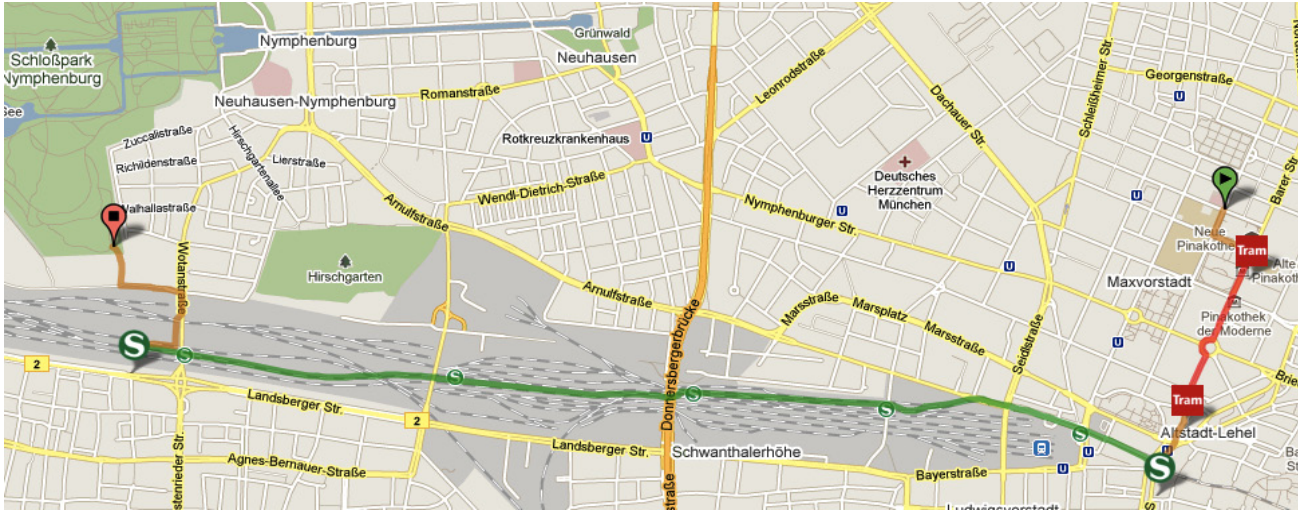 Schloßpark
Nymphenburg
See
Nymphenburg
Grünwald
Neuhausen
Neuhausen-Nymphenburg
Romanstraße
Leonrodstraße
Dachauer Str.
Schleißheimer Str.
Georgenstraße
U
Zuccalistraße
Hirschgartenallee
Richildenstraße
Lierstraße
Rotkreuzkrankenhaus
U
Wendl-Dietrich-Straße
Deutsches
Herzzentrum
München
Barer Str.
U
Walhallastraße
Arnulfstraße
Nymphenburger Str.
U
Neue
Pinakothek
Tram
Wotanstraße
Hirschgarten
Arnulfstraße
U
Maxvorstadt
Alte
Marsstraße
Marsplatz
Marsstraße
Pinakothek
der Moderne
Seidlstraße
U
S
S
2
S
Donnersbergerbrücke
S
S
Tram
Landsberger Str.
2
S
Altstadt-Lehel
Landsberger Str.
Schwanthalerhöhe
U
U
S
Agnes-Bernauer-Straße
Bayerstraße
U
Ludwigsvorstadt